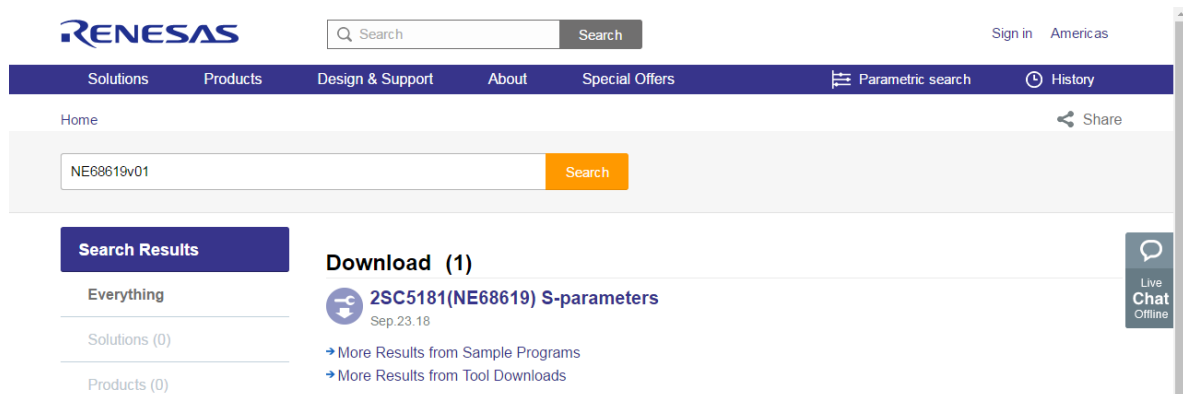 RENESAS
Search
Search
Sign in Americas
Solutions Products Design & Support About Special Offers Parametric search History
Home
Share
NE68619v01
Search
Search Results
Everything
Solutions (0)
Products (0)
Download (1)
2SC5181(NE68619) S-parameters
Sep.23.18
More Results from Sample Programs
More Results from Tool Downloads
Live
Chat
Offline